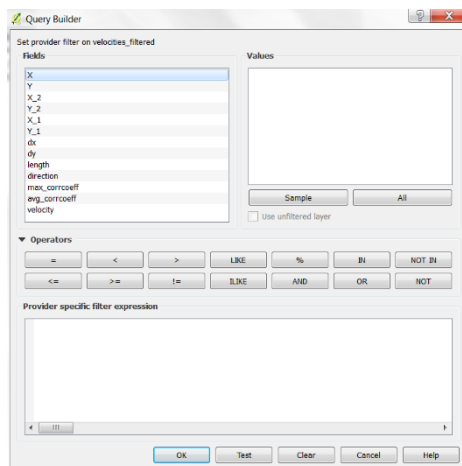 Query Builder
Set provider filter on velocities_filtered
Fields
Values
X
Y
X_2
Y_2
X_1
Y_1
dx
dy
length
direction
max_corrcoeff
avg_corrcoeff
velocity
Sample
All
Use unfiltered layer
Operators
= < > LIKE % IN NOT IN
<= >= != ILIKE AND OR NOT
Provider specific filter expression
OK Test Clear Cancel Help